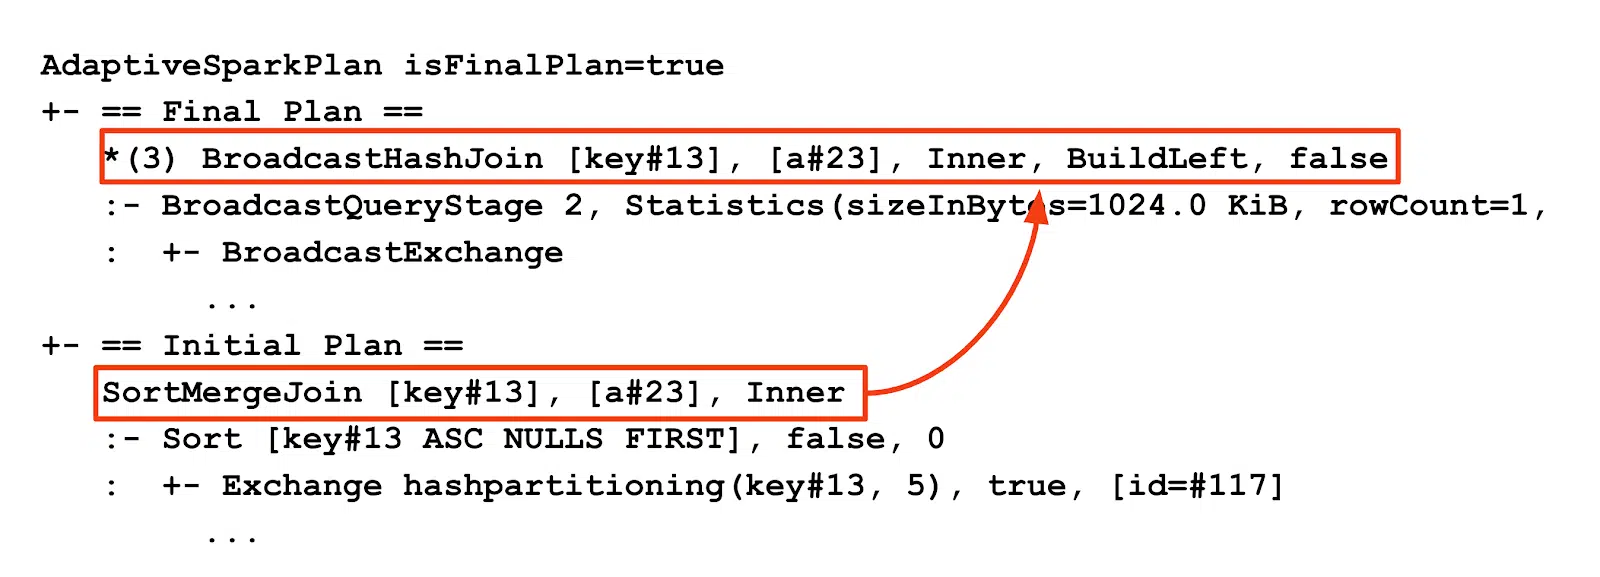 AdaptiveSparkPlan isFinalPlan=true
+- == Final Plan ==
*(3) BroadcastHashJoin [key#13], [a#23], Inner, BuildLeft, false
:- BroadcastQueryStage 2, Statistics(sizeInBytes=1024.0 KiB, rowCount=1,
: +- BroadcastExchange
...
+- == Initial Plan ==
SortMergeJoin [key#13], [a#23], Inner
:- Sort [key#13 ASC NULLS FIRST], false, 0
: +- Exchange hashpartitioning(key#13, 5), true, [id=#117]
...